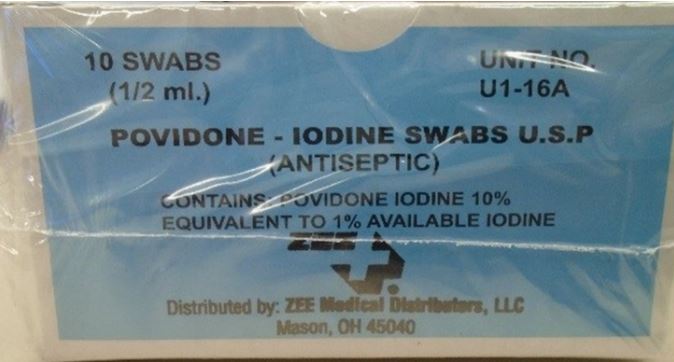 10 SWABS
(1/2 ml.)
UNIT NO.
U1-16A
POVIDONE - IODINE SWABS U.S.P
(ANTISEPTIC)
CONTAINS: POVIDONE IODINE 10%
EQUIVALENT TO 1% AVAILABLE IODINE
ZEE
Distributed by: ZEE Medical Distributors, LLC
Mason, OH 45040